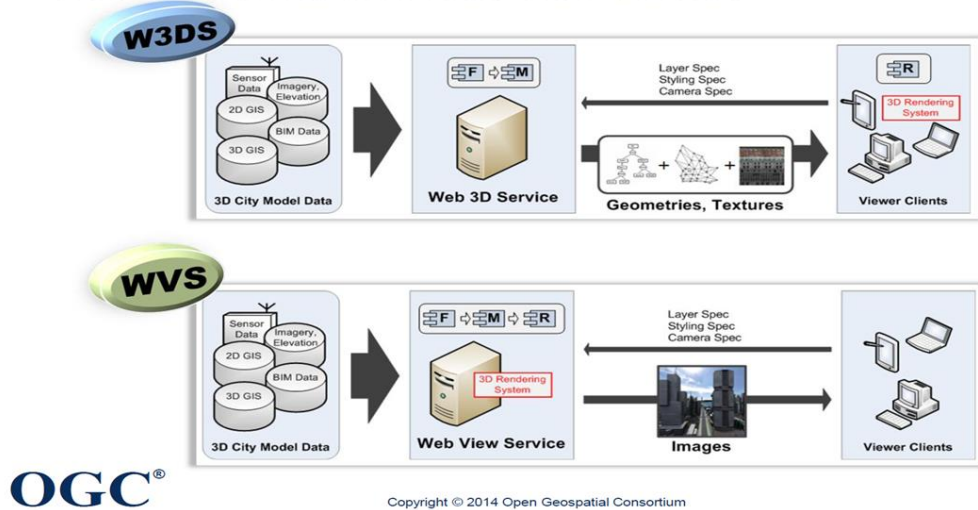 W3DS
Sensor
Data
Imagery,
Elevation
2D GIS
BIM Data
3D GIS
3D City Model Data
F M
Web 3D Service
Layer Spec
Styling Spec
Camera Spec
+ +
Geometries, Textures
R
3D Rendering
System
Viewer Clients
WVS
Sensor
Data
Imagery,
Elevation
2D GIS
BIM Data
3D GIS
3D City Model Data
F M R
3D Rendering
System
Web View Service
Layer Spec
Styling Spec
Camera Spec
Images
Viewer Clients
OGC®
Copyright © 2014 Open Geospatial Consortium